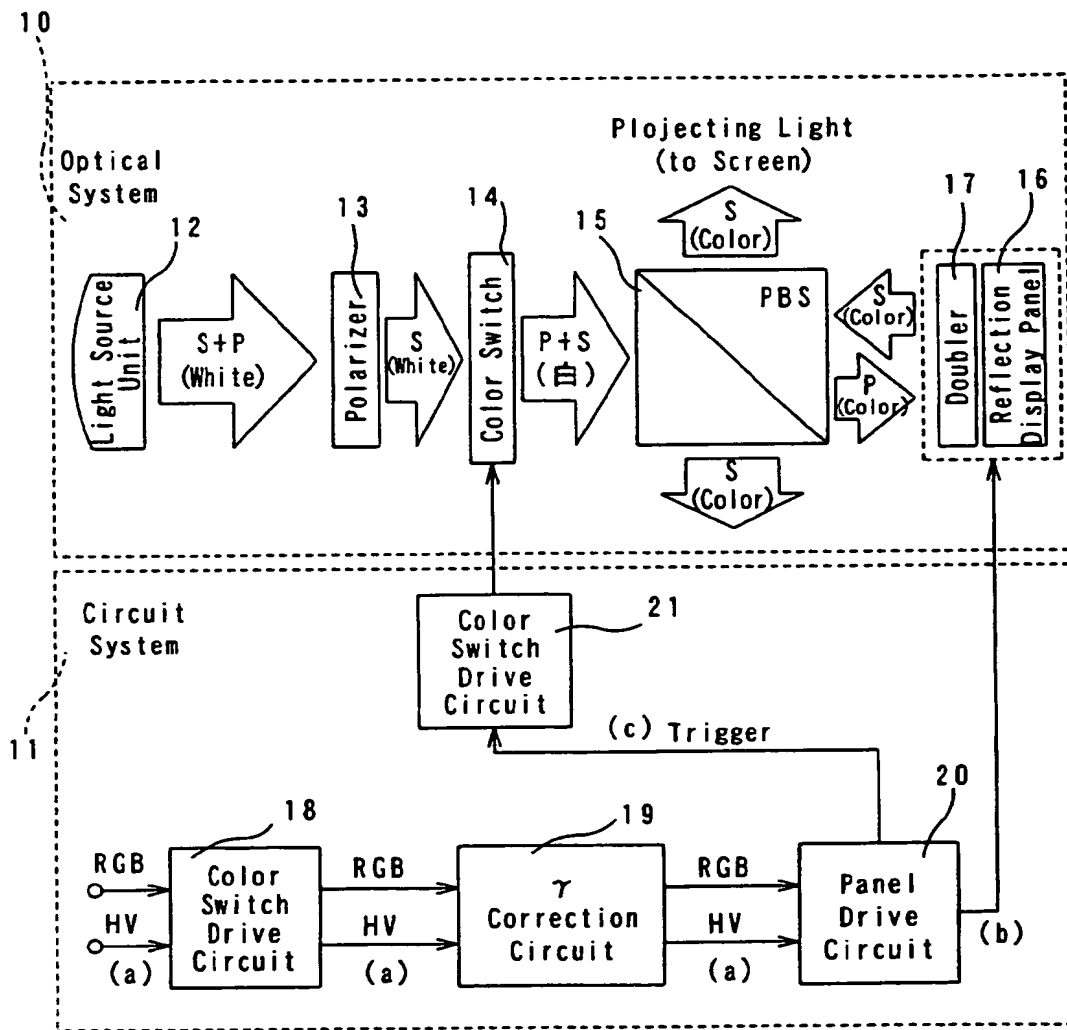 10
Optical
System
Plojecting Light
(to Screen)
12
13
14
15
17
16
Light Source
Unit
S+P
(White)
Polarizer
S
(White)
Color Switch
P+S
(白)
PBS
S
(Color)
S
(Color)
P
(Color)
S
(Color)
Doubler
Reflection
Display Panel
Circuit
System
11
Color
Switch
Drive
Circuit
21
(c) Trigger
18
19
20
RGB
HV
(a)
Color
Switch
Drive
Circuit
RGB
HV
(a)
γ
Correction
Circuit
RGB
HV
(a)
Panel
Drive
Circuit
(b)